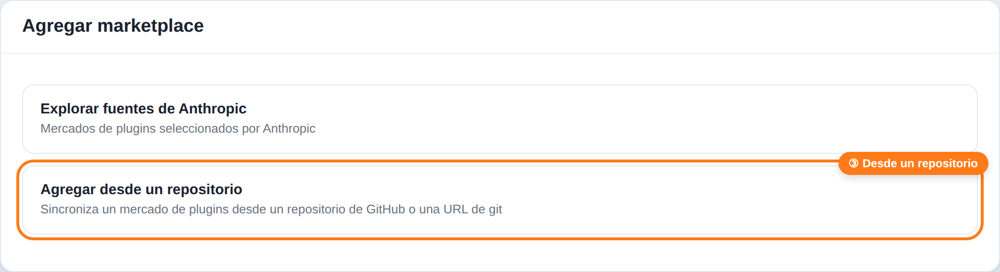 Agregar marketplace
Explorar fuentes de Anthropic
Mercados de plugins seleccionados por Anthropic
③ Desde un repositorio
Agregar desde un repositorio
Sincroniza un mercado de plugins desde un repositorio de GitHub o una URL de git